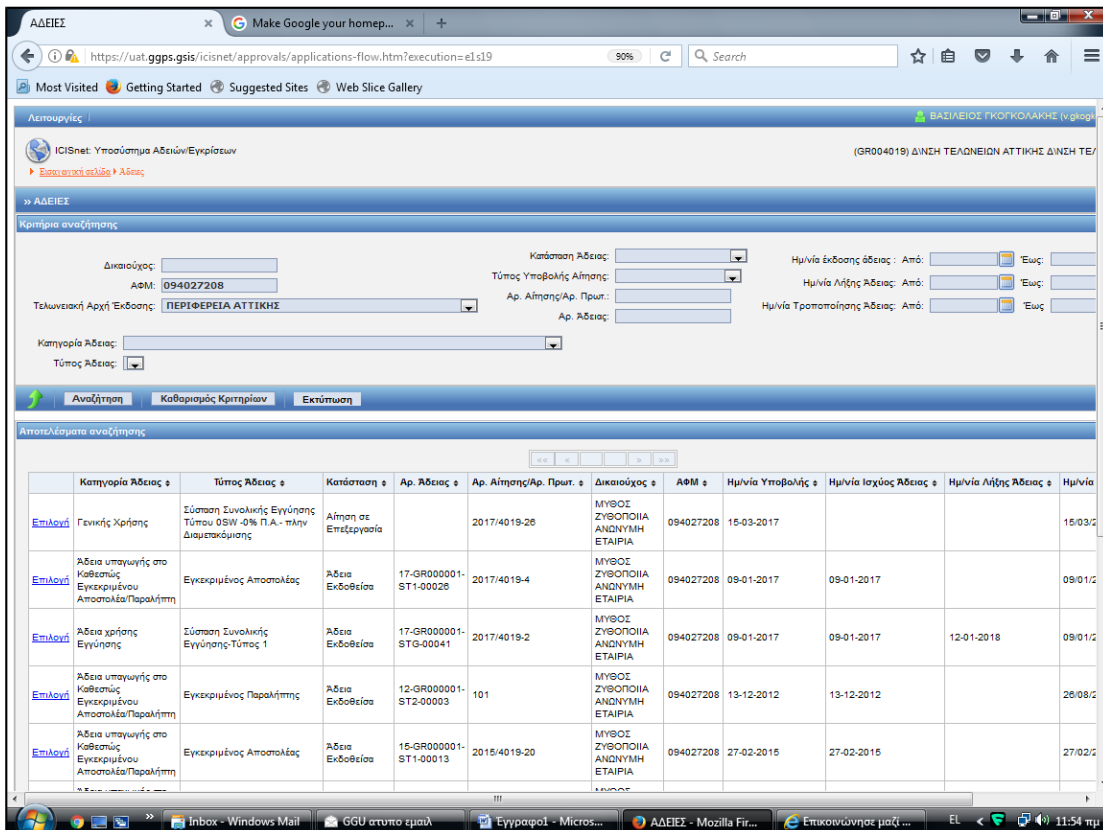 ΑΔΕΙΕΣ
Make Google your homep...
https://uat.ggps.gsis/icisnet/approvals/applications-flow.htm?execution=e1s19
90%
Search
Most Visited Getting Started Suggested Sites Web Slice Gallery
Λειτουργίες
ΒΑΣΙΛΕΙΟΣ ΓΚΟΓΚΟΛΑΚΗΣ (v.gkogk
ICISnet: Υποσύστημα Αδειών/Εγκρίσεων
(GR004019) Δ\ΝΣΗ ΤΕΛΩΝΕΙΩΝ ΑΤΤΙΚΗΣ Δ\ΝΣΗ ΤΕΛ
Εισαγωγική σελίδα Άδειες
» ΑΔΕΙΕΣ
Κριτήρια αναζήτησης
Δικαιούχος:
ΑΦΜ: 094027208
Τελωνειακή Αρχή Έκδοσης: ΠΕΡΙΦΕΡΕΙΑ ΑΤΤΙΚΗΣ
Κατάσταση Άδειας:
Τύπος Υποβολής Αίτησης:
Αρ. Αίτησης/Αρ. Πρωτ.:
Αρ. Άδειας:
Ημ/νία έκδοσης άδειας : Από: Έως:
Ημ/νία Λήξης Άδειας: Από: Έως:
Ημ/νία Τροποποίησης Άδειας: Από: Έως
Κατηγορία Άδειας:
Τύπος Άδειας:
Αναζήτηση Καθαρισμός Κριτηρίων Εκτύπωση
Αποτελέσματα αναζήτησης
<< < > >>
Κατηγορία Άδειας Τύπος Άδειας Κατάσταση Αρ. Άδειας Αρ. Αίτησης/Αρ. Πρωτ. Δικαιούχος ΑΦΜ Ημ/νία Υποβολής Ημ/νία Ισχύος Άδειας Ημ/νία Λήξης Άδειας Ημ/νία
Επιλογή Γενικής Χρήσης
Σύσταση Συνολικής Εγγύησης
Τύπου 0SW -0% Π.Α.- πλην
Διαμετακόμισης
Αίτηση σε
Επεξεργασία
2017/4019-26
ΜΥΘΟΣ
ΖΥΘΟΠΟΙΙΑ
ΑΝΩΝΥΜΗ
ΕΤΑΙΡΙΑ
094027208 15-03-2017 15/03/2
Επιλογή
Άδεια υπαγωγής στο
Καθεστώς
Εγκεκριμένου
Αποστολέα/Παραλήπτη
Εγκεκριμένος Αποστολέας
Άδεια
Εκδοθείσα
17-GR000001-
ST1-00026
2017/4019-4
ΜΥΘΟΣ
ΖΥΘΟΠΟΙΙΑ
ΑΝΩΝΥΜΗ
ΕΤΑΙΡΙΑ
094027208 09-01-2017 09-01-2017 09/01/2
Επιλογή
Άδεια χρήσης
Εγγύησης
Σύσταση Συνολικής
Εγγύησης-Τύπος 1
Άδεια
Εκδοθείσα
17-GR000001-
STG-00041
2017/4019-2
ΜΥΘΟΣ
ΖΥΘΟΠΟΙΙΑ
ΑΝΩΝΥΜΗ
ΕΤΑΙΡΙΑ
094027208 09-01-2017 09-01-2017 12-01-2018 09/01/2
Επιλογή
Άδεια υπαγωγής στο
Καθεστώς
Εγκεκριμένου
Αποστολέα/Παραλήπτη
Εγκεκριμένος Παραλήπτης
Άδεια
Εκδοθείσα
12-GR000001-
ST2-00003
101
ΜΥΘΟΣ
ΖΥΘΟΠΟΙΙΑ
ΑΝΩΝΥΜΗ
ΕΤΑΙΡΙΑ
094027208 13-12-2012 13-12-2012 26/08/2
Επιλογή
Άδεια υπαγωγής στο
Καθεστώς
Εγκεκριμένου
Αποστολέα/Παραλήπτη
Εγκεκριμένος Αποστολέας
Άδεια
Εκδοθείσα
15-GR000001-
ST1-00013
2015/4019-20
ΜΥΘΟΣ
ΖΥΘΟΠΟΙΙΑ
ΑΝΩΝΥΜΗ
ΕΤΑΙΡΙΑ
094027208 27-02-2015 27-02-2015 27/02/2
Inbox - Windows Mail GGU ατυπο εμαιλ Έγγραφο1 - Micros... ΑΔΕΙΕΣ - Mozilla Fir... Επικοινώνησε μαζί ... EL 11:54 πμ